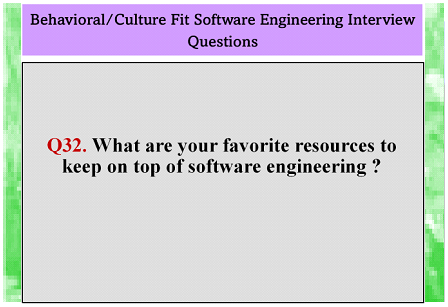 Behavioral/Culture Fit Software Engineering Interview
Questions
Q32. What are your favorite resources to
keep on top of software engineering ?